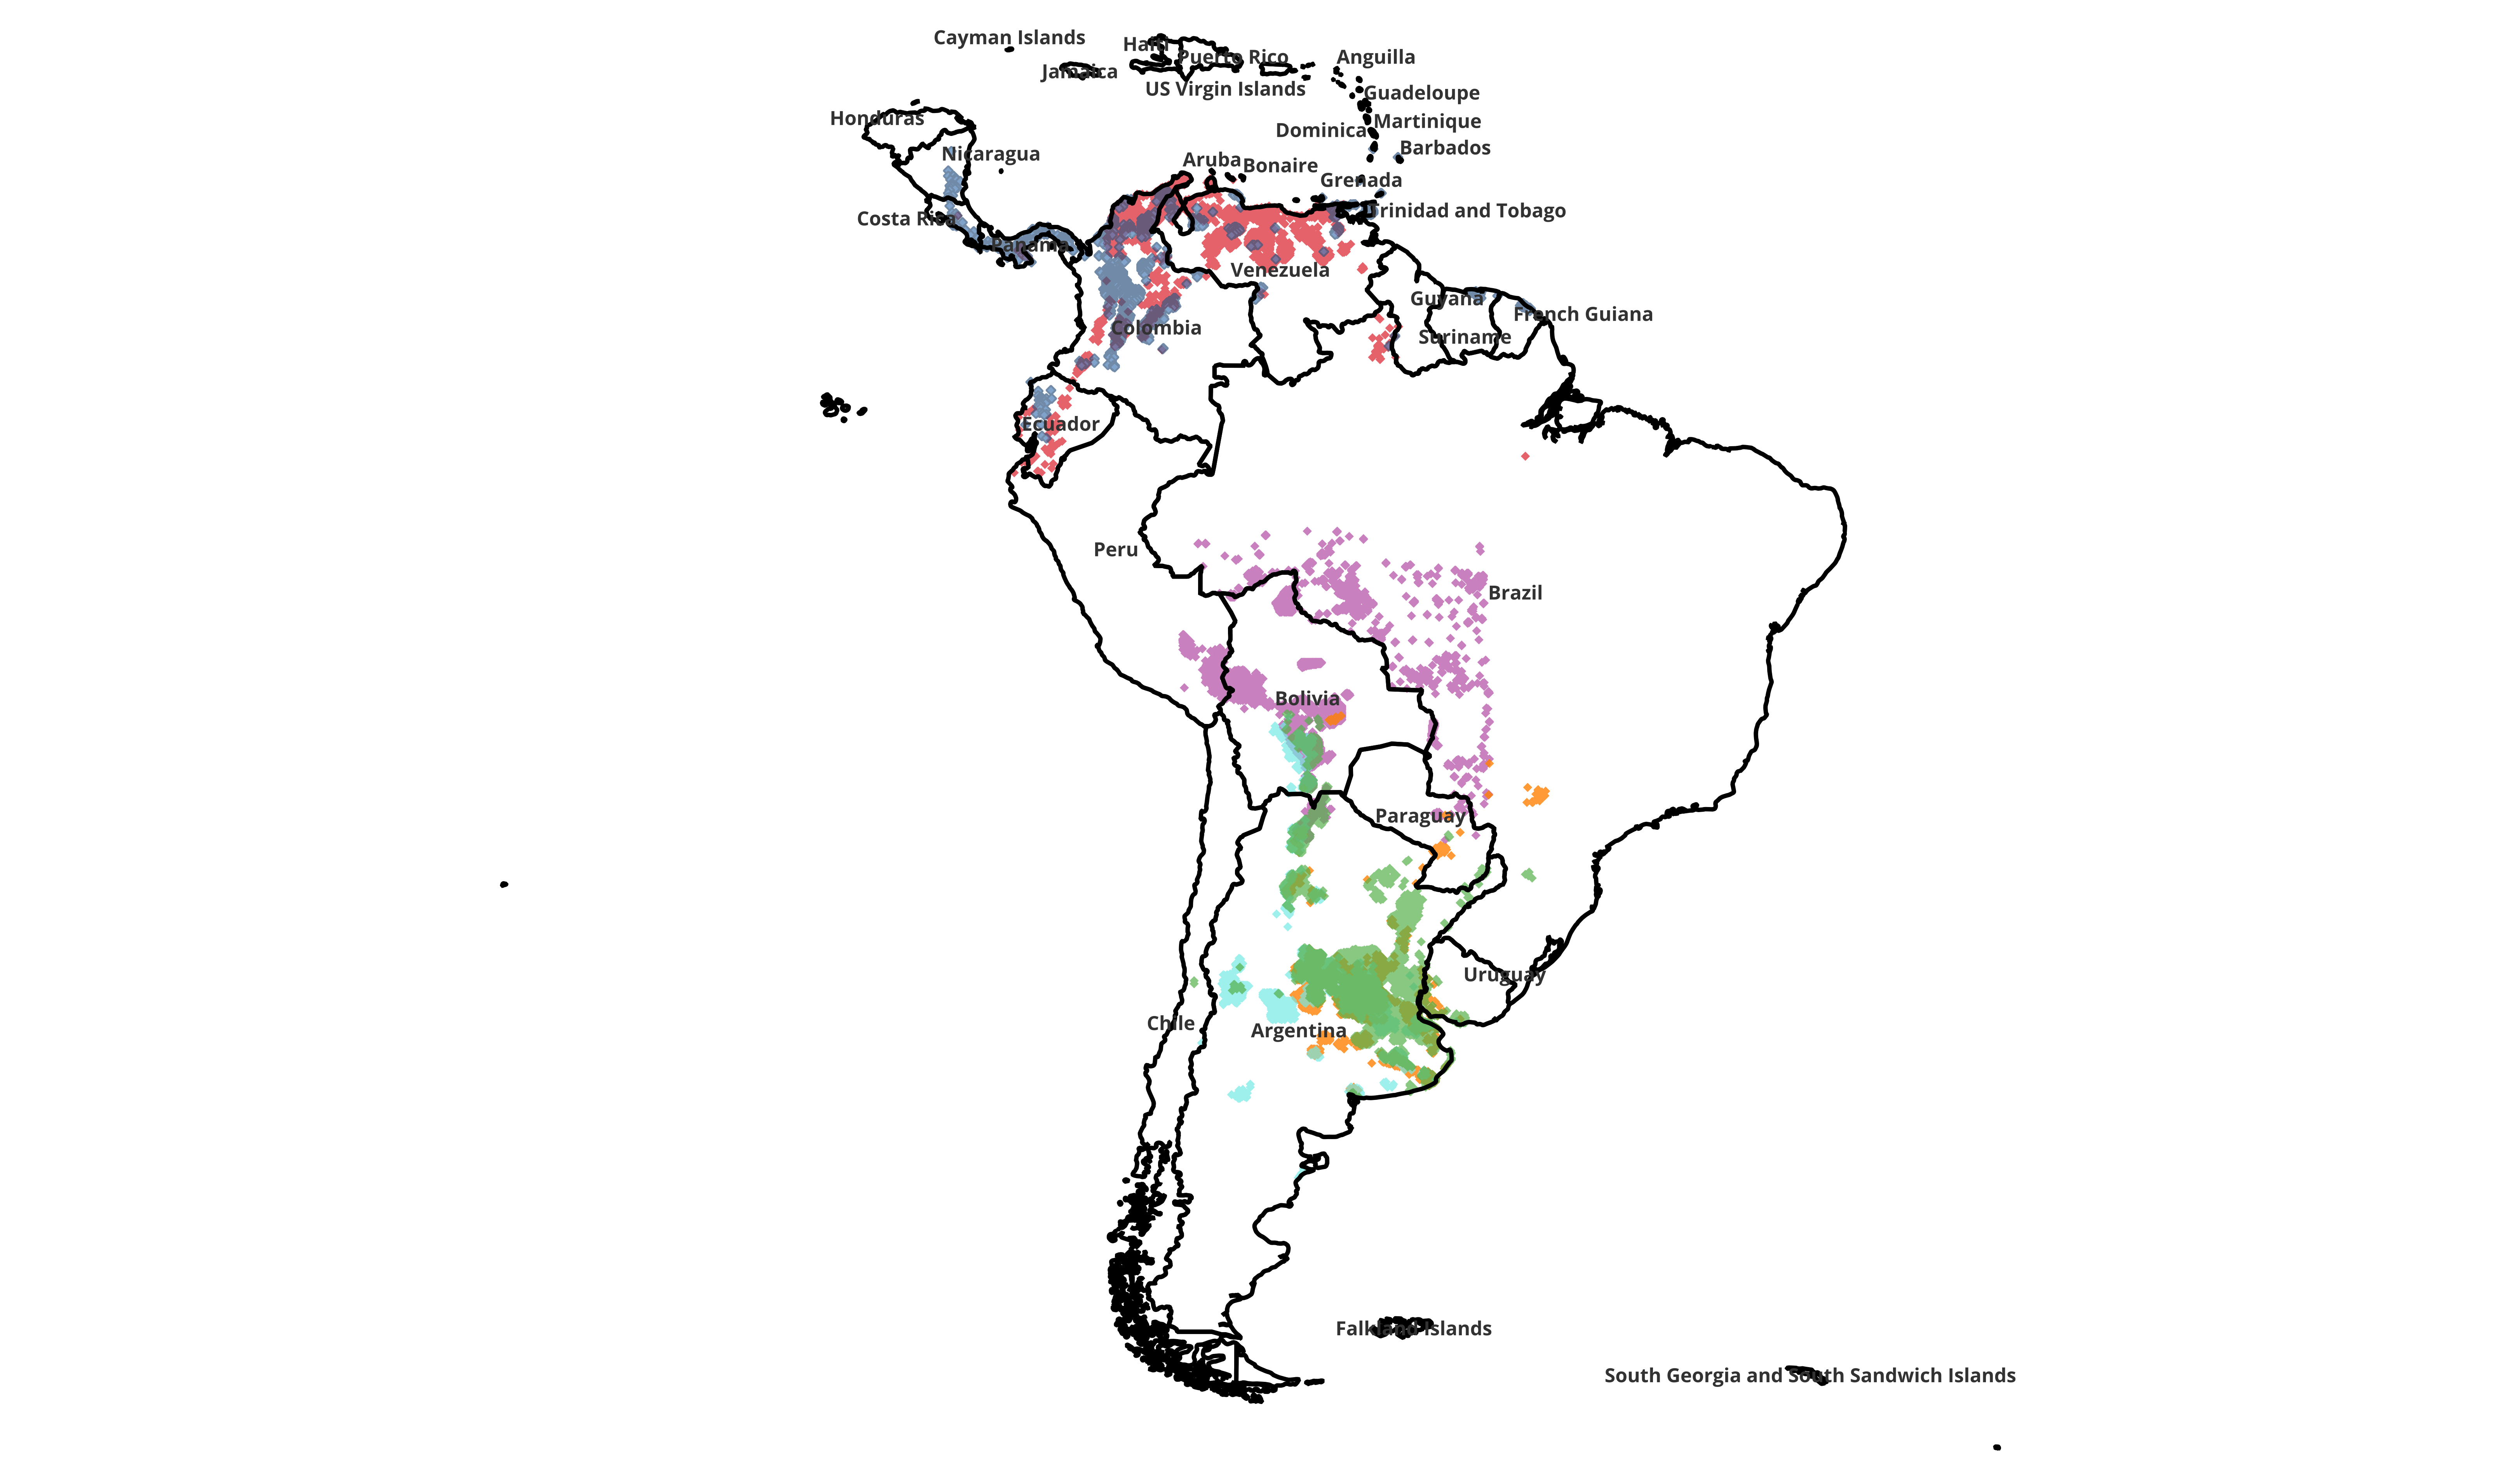 Cayman Islands
Haiti
Puerto Rico
Anguilla
Jamaica
US Virgin Islands
Guadeloupe
Honduras
Martinique
Dominica
Barbados
Nicaragua
Aruba
Bonaire
Grenada
Costa Rica
Trinidad and Tobago
Panama
Venezuela
Guyana
French Guiana
Colombia
Suriname
Ecuador
Peru
Brazil
Bolivia
Paraguay
Uruguay
Chile
Argentina
Falkland Islands
South Georgia and South Sandwich Islands